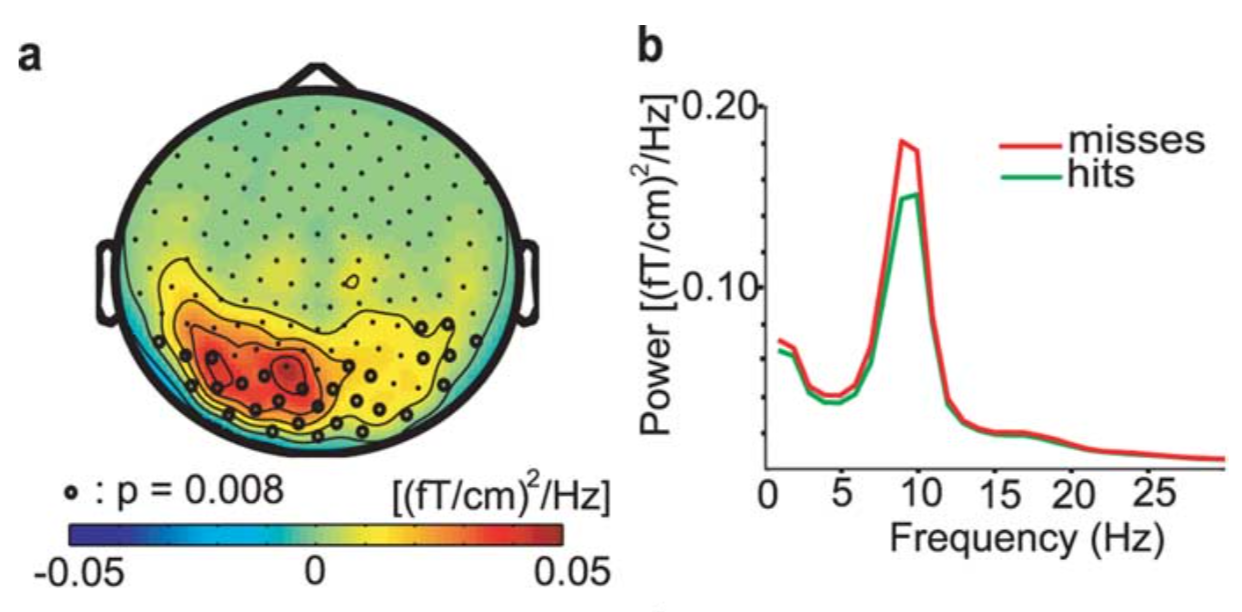 a
: p = 0.008
[(fT/cm)²/Hz]
-0.05 0 0.05
b
Power [(fT/cm)²/Hz]
0.20
0.10
misses
hits
0 5 10 15 20 25
Frequency (Hz)